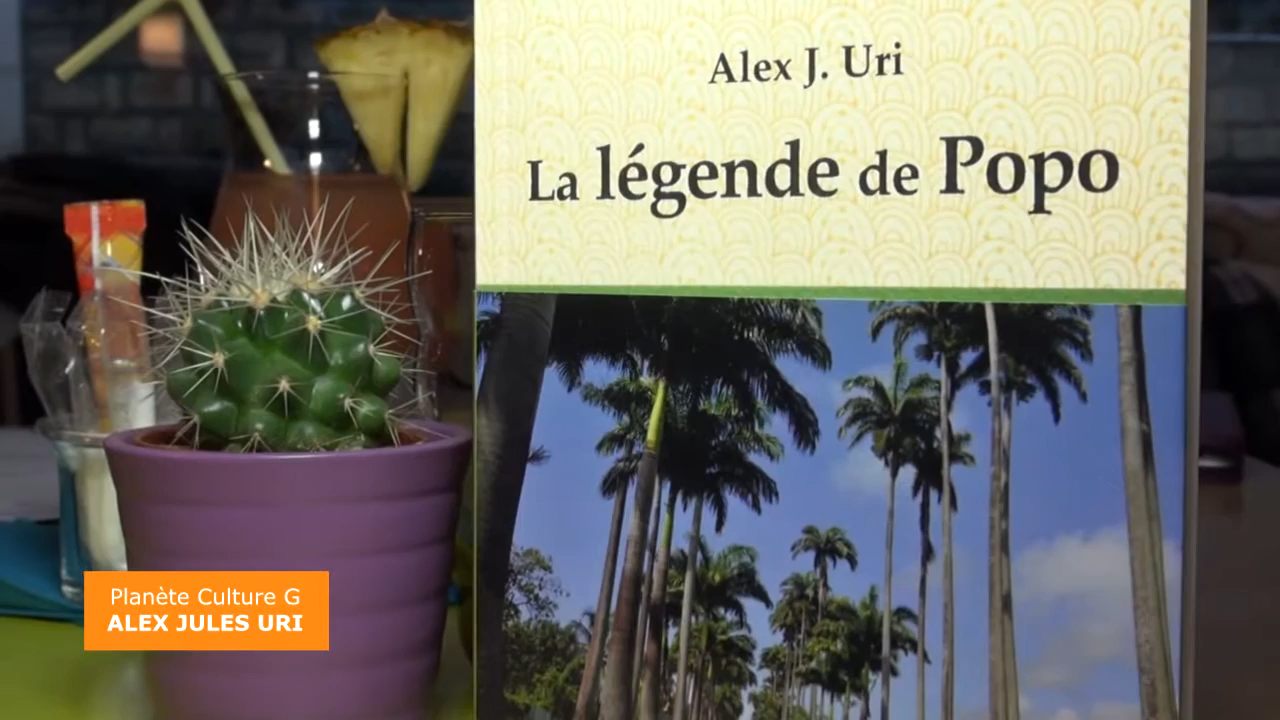 Alex J. Uri
La légende de Popo
Planète Culture G
ALEX JULES URI